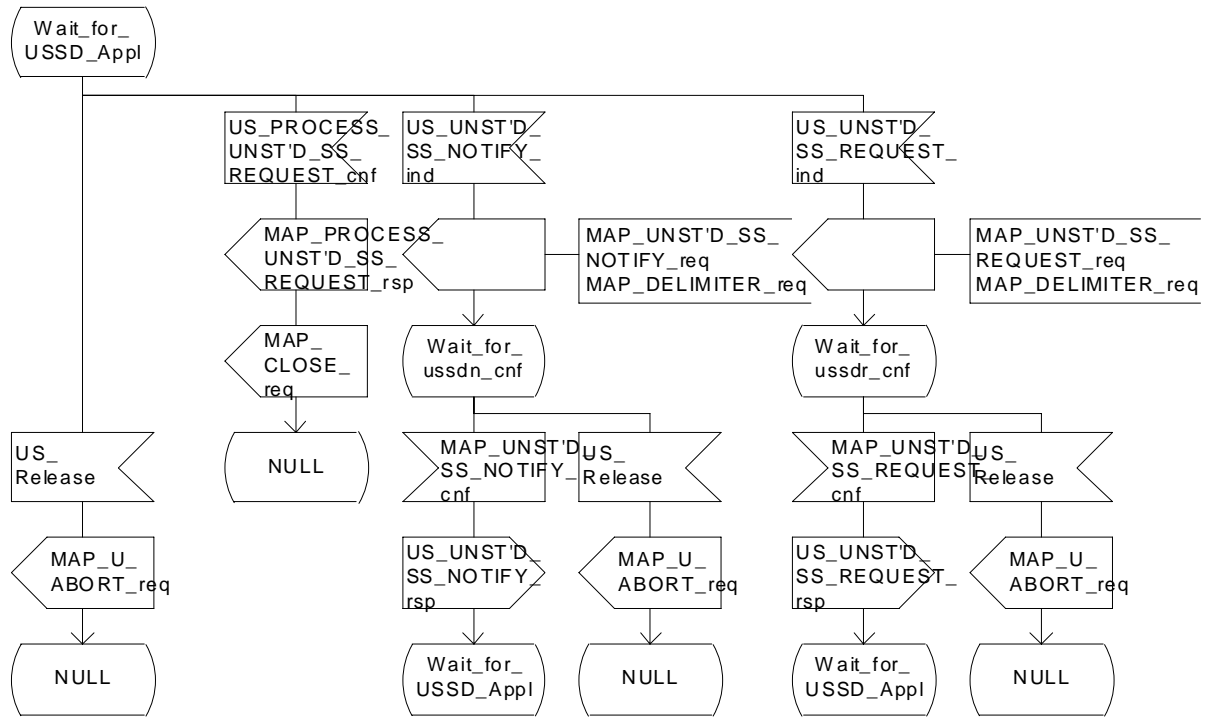 Wait_for_
USSD_Appl
US_PROCESS_
UNST'D_SS_
REQUEST_cnf
US_UNST'D_
SS_NOTIFY_
ind
US_UNST'D_
SS_REQUEST_
ind
MAP_PROCESS_
UNST'D_SS_
REQUEST_rsp
MAP_UNST'D_SS_
NOTIFY_req
MAP_DELIMITER_req
MAP_UNST'D_SS_
REQUEST_req
MAP_DELIMITER_req
MAP_
CLOSE_
req
Wait_for_
ussdn_cnf
Wait_for_
ussdr_cnf
US_
Release
NULL
MAP_UNST'D_
SS_NOTIFY_
cnf
US_
Release
MAP_UNST'D_
SS_REQUEST_
cnf
US_
Release
MAP_U_
ABORT_req
US_UNST'D_
SS_NOTIFY_
rsp
MAP_U_
ABORT_req
US_UNST'D_
SS_REQUEST_
rsp
MAP_U_
ABORT_req
NULL
Wait_for_
USSD_Appl
NULL
Wait_for_
USSD_Appl
NULL